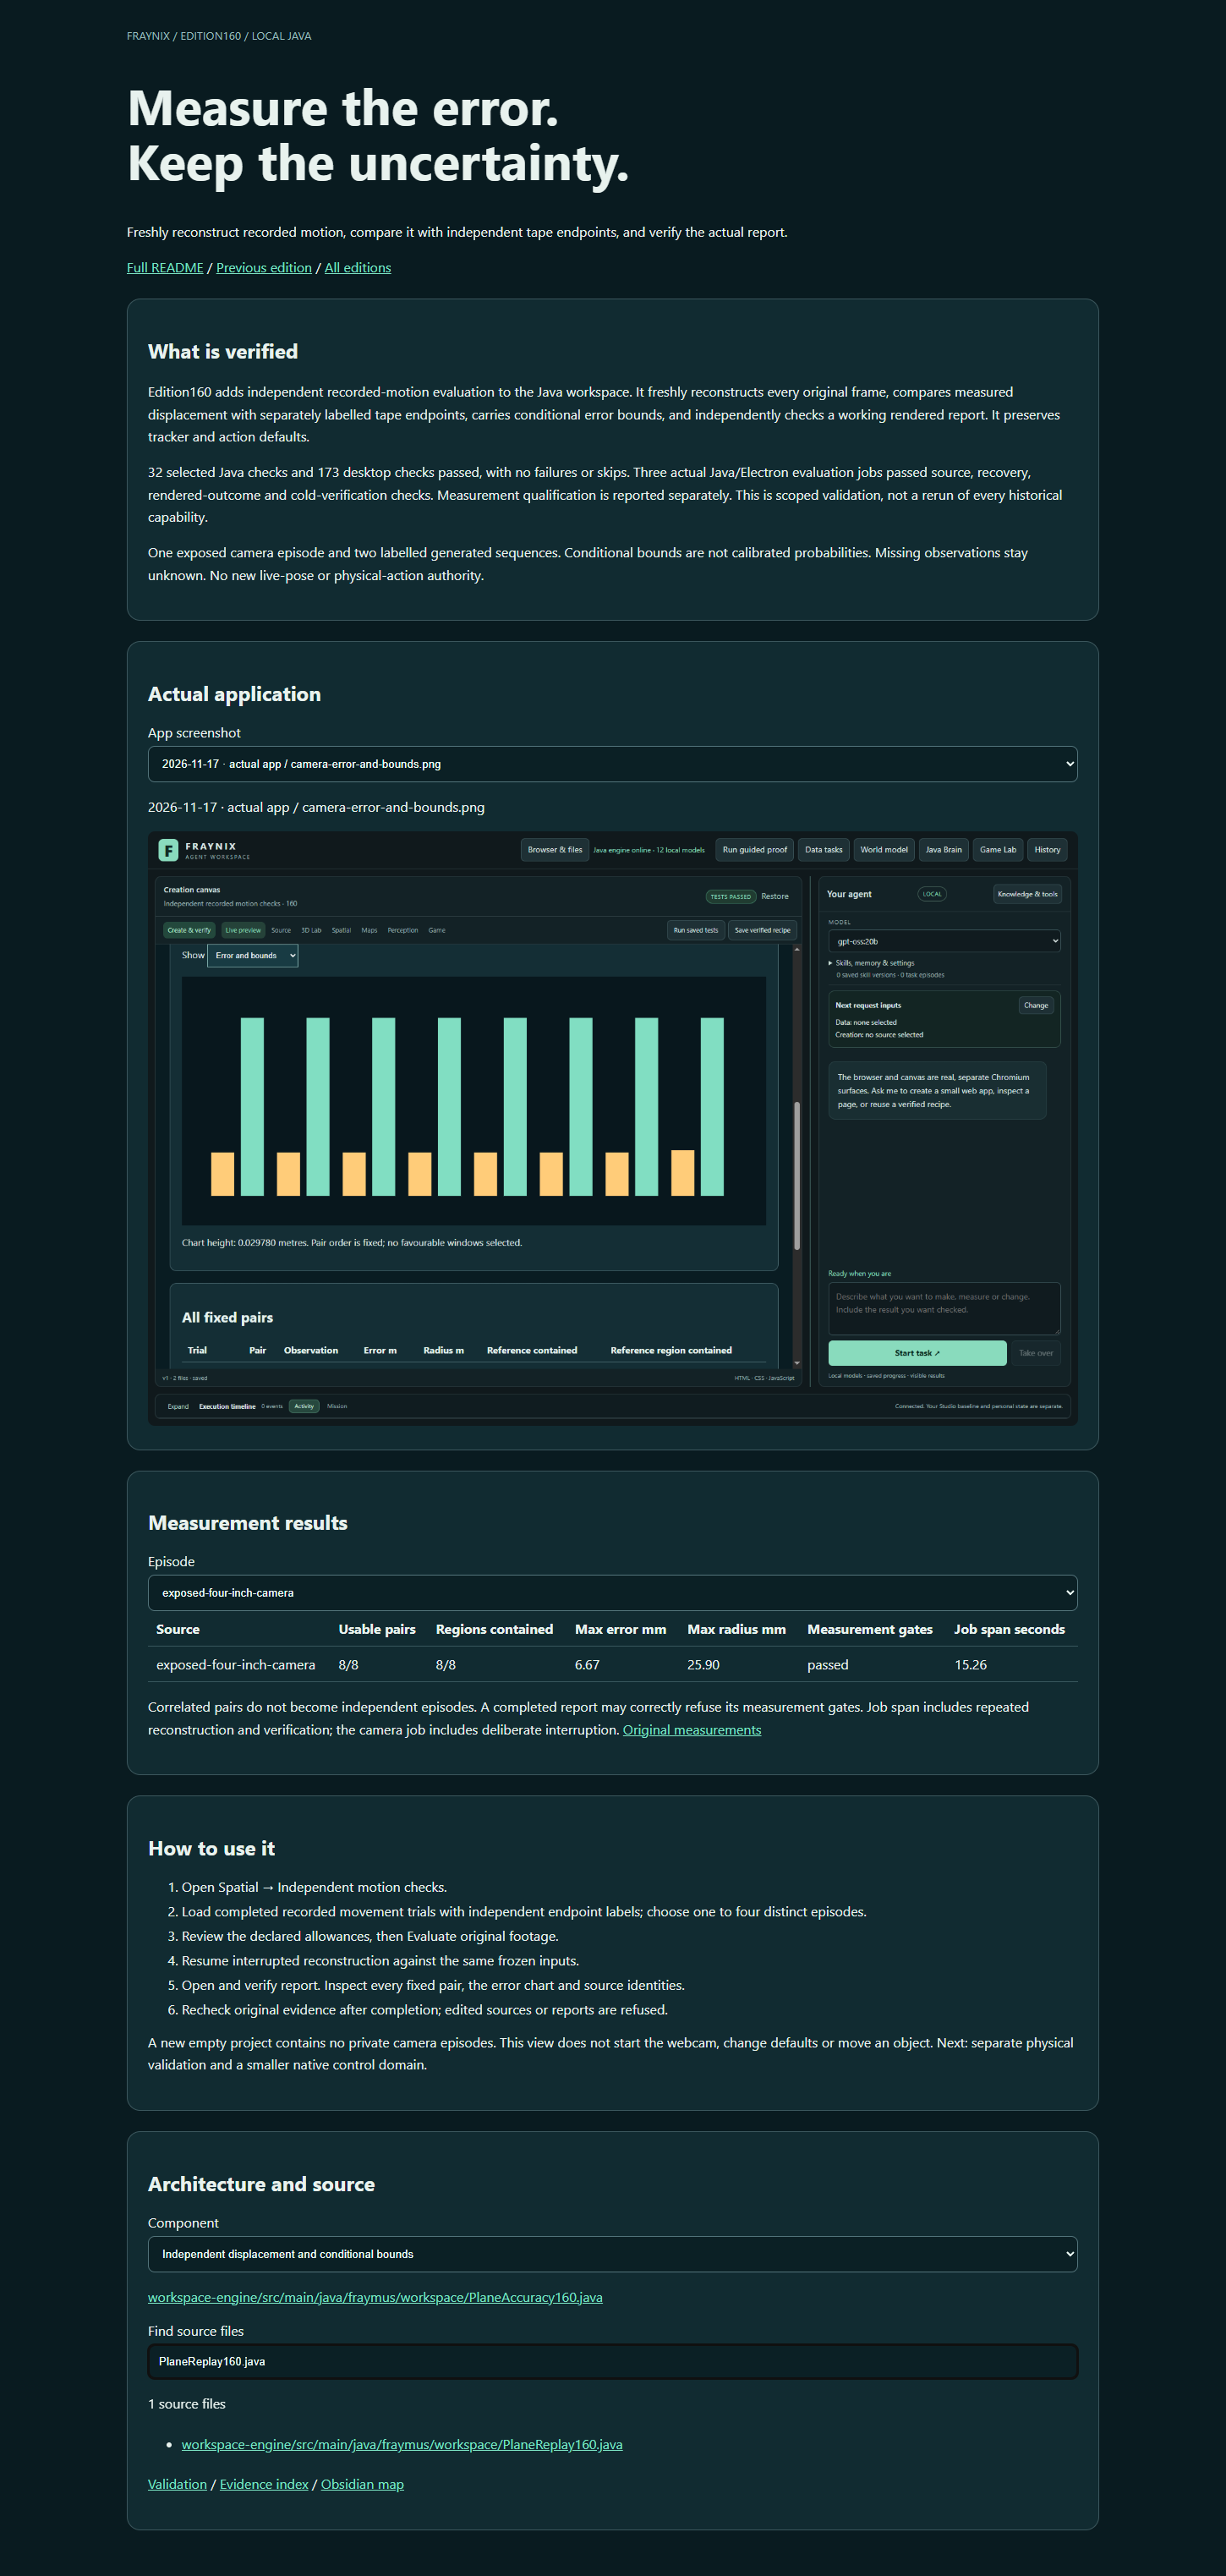 FRAYNIX / EDITION160 / LOCAL JAVA
Measure the error.
Keep the uncertainty.
Freshly reconstruct recorded motion, compare it with independent tape endpoints, and verify the actual report.
Full README / Previous edition / All editions
What is verified
Edition160 adds independent recorded-motion evaluation to the Java workspace. It freshly reconstructs every original frame, compares measured
displacement with separately labelled tape endpoints, carries conditional error bounds, and independently checks a working rendered report. It preserves
tracker and action defaults.
32 selected Java checks and 173 desktop checks passed, with no failures or skips. Three actual Java/Electron evaluation jobs passed source, recovery,
rendered-outcome and cold-verification checks. Measurement qualification is reported separately. This is scoped validation, not a rerun of every historical
capability.
One exposed camera episode and two labelled generated sequences. Conditional bounds are not calibrated probabilities. Missing observations stay
unknown. No new live-pose or physical-action authority.
Actual application
App screenshot
2026-11-17 · actual app / camera-error-and-bounds.png
2026-11-17 · actual app / camera-error-and-bounds.png
F FRAYNIX
AGENT WORKSPACE
Browser & files Java engine online · 12 local models Run guided proof Data tasks World model Java Brain Game Lab History
Creation canvas
Independent recorded motion checks · 160
TESTS PASSED Restore
Create & verify Live preview Source 3D Lab Spatial Maps Perception Game Run saved tests Save verified recipe
Show Error and bounds
Chart height: 0.029780 metres. Pair order is fixed; no favourable windows selected.
All fixed pairs
Trial Pair Observation Error m Radius m Reference contained Reference region contained
v1 · 2 files · saved HTML · CSS · JavaScript
Your agent LOCAL Knowledge & tools
MODEL
gpt-oss:20b
Skills, memory & settings
0 saved skill versions · 0 task episodes
Next request inputs Change
Data: none selected
Creation: no source selected
The browser and canvas are real, separate Chromium
surfaces. Ask me to create a small web app, inspect a
page, or reuse a verified recipe.
Ready when you are
Describe what you want to make, measure or change.
Include the result you want checked.
Start task ↗ Take over
Local models · saved progress · visible results
Expand Execution timeline 0 events Activity Mission Connected. Your Studio baseline and personal state are separate.
Measurement results
Episode
exposed-four-inch-camera
Source Usable pairs Regions contained Max error mm Max radius mm Measurement gates Job span seconds
exposed-four-inch-camera 8/8 8/8 6.67 25.90 passed 15.26
Correlated pairs do not become independent episodes. A completed report may correctly refuse its measurement gates. Job span includes repeated
reconstruction and verification; the camera job includes deliberate interruption. Original measurements
How to use it
1. Open Spatial → Independent motion checks.
2. Load completed recorded movement trials with independent endpoint labels; choose one to four distinct episodes.
3. Review the declared allowances, then Evaluate original footage.
4. Resume interrupted reconstruction against the same frozen inputs.
5. Open and verify report. Inspect every fixed pair, the error chart and source identities.
6. Recheck original evidence after completion; edited sources or reports are refused.
A new empty project contains no private camera episodes. This view does not start the webcam, change defaults or move an object. Next: separate physical
validation and a smaller native control domain.
Architecture and source
Component
Independent displacement and conditional bounds
workspace-engine/src/main/java/fraymus/workspace/PlaneAccuracy160.java
Find source files
PlaneReplay160.java
1 source files
• workspace-engine/src/main/java/fraymus/workspace/PlaneReplay160.java
Validation / Evidence index / Obsidian map